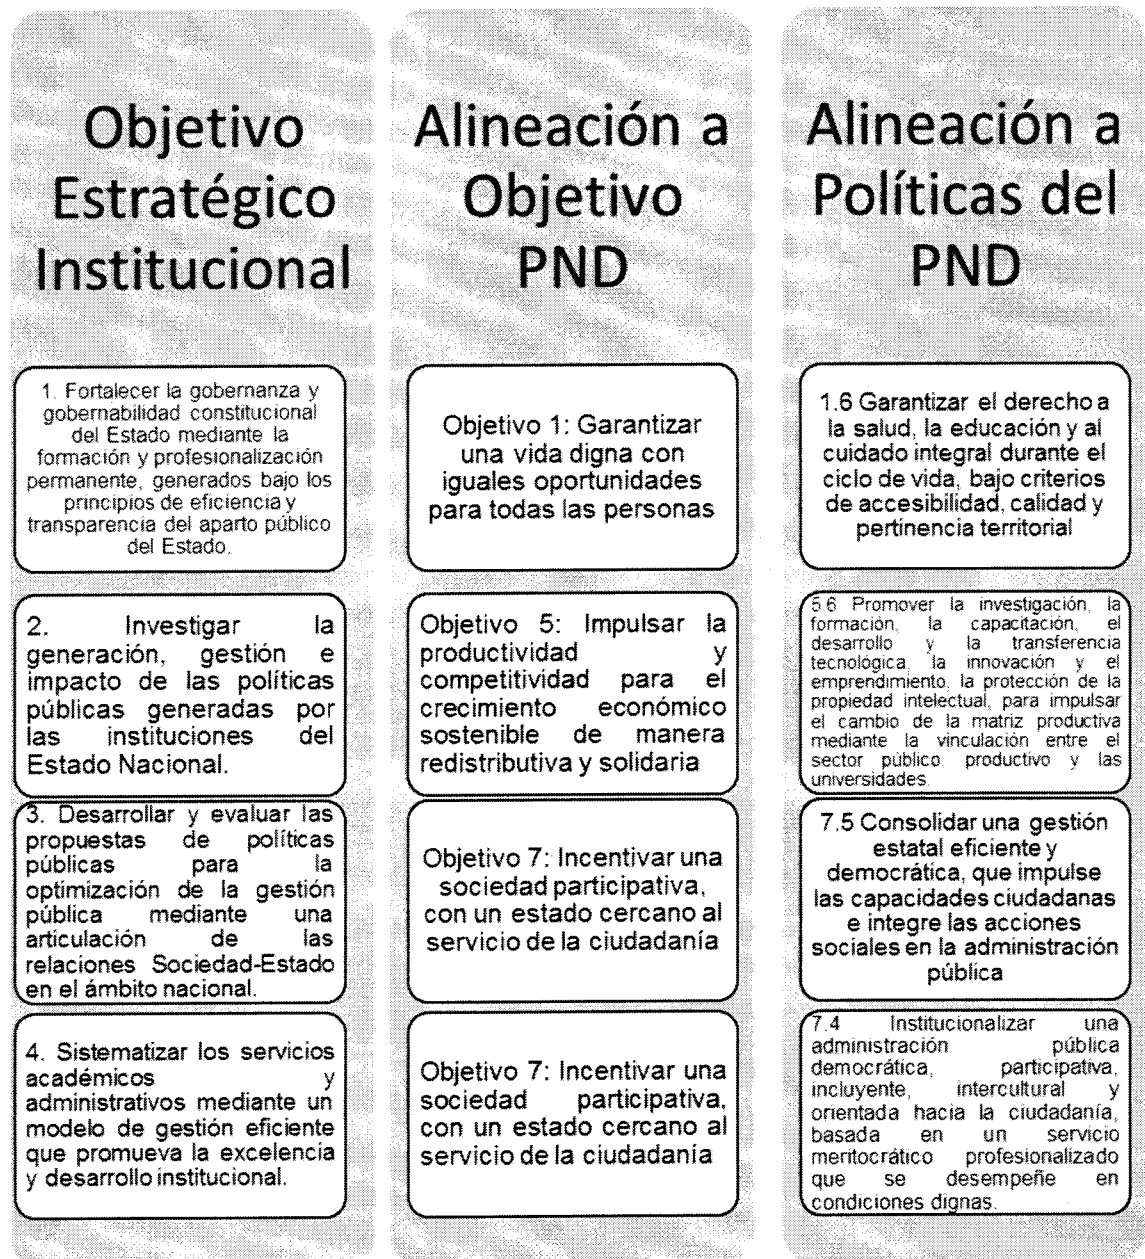 Objetivo
Estratégico
Institucional
1. Fortalecer la gobernanza y
gobernabilidad constitucional
del Estado mediante la
formación y profesionalización
permanente, generados bajo los
principios de eficiencia y
transparencia del aparto público
del Estado.
2. Investigar la
generación, gestión e
impacto de las políticas
públicas generadas por
las instituciones del
Estado Nacional.
3. Desarrollar y evaluar las
propuestas de políticas
públicas para la
optimización de la gestión
pública mediante una
articulación de las
relaciones Sociedad-Estado
en el ámbito nacional.
4. Sistematizar los servicios
académicos y
administrativos mediante un
modelo de gestión eficiente
que promueva la excelencia
y desarrollo institucional.
Alineación a
Objetivo
PND
Objetivo 1: Garantizar
una vida digna con
iguales oportunidades
para todas las personas
Objetivo 5: Impulsar la
productividad y
competitividad para el
crecimiento económico
sostenible de manera
redistributiva y solidaria
Objetivo 7: Incentivar una
sociedad participativa,
con un estado cercano al
servicio de la ciudadanía
Objetivo 7: Incentivar una
sociedad participativa,
con un estado cercano al
servicio de la ciudadanía
Alineación a
Políticas del
PND
1.6 Garantizar el derecho a
la salud, la educación y al
cuidado integral durante el
ciclo de vida, bajo criterios
de accesibilidad, calidad y
pertinencia territorial
5.6 Promover la investigación, la
formación, la capacitación, el
desarrollo y la transferencia
tecnológica, la innovación y el
emprendimiento, la protección de la
propiedad intelectual, para impulsar
el cambio de la matriz productiva
mediante la vinculación entre el
sector público, productivo y las
universidades.
7.5 Consolidar una gestión
estatal eficiente y
democrática, que impulse
las capacidades ciudadanas
e integre las acciones
sociales en la administración
pública
7.4 Institucionalizar una
administración pública
democrática, participativa,
incluyente, intercultural y
orientada hacia la ciudadanía,
basada en un servicio
meritocrático profesionalizado
que se desempeñe en
condiciones dignas.